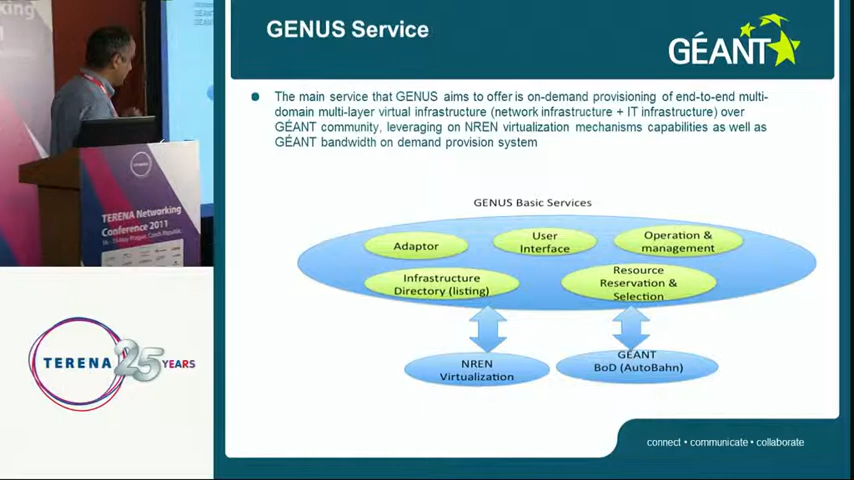 GENUS Service
GÉANT
The main service that GENUS aims to offer is on-demand provisioning of end-to-end multi-
domain multi-layer virtual infrastructure (network infrastructure + IT infrastructure) over
GÉANT community, leveraging on NREN virtualization mechanisms capabilities as well as
GÉANT bandwidth on demand provision system
GENUS Basic Services
Adaptor
User
Interface
Operation &
management
Infrastructure
Directory (listing)
Resource
Reservation &
Selection
NREN
Virtualization
GÉANT
BoD (AutoBahn)
connect • communicate • collaborate
TERENA Networking
Conference 2011
TERENA 25 YEARS